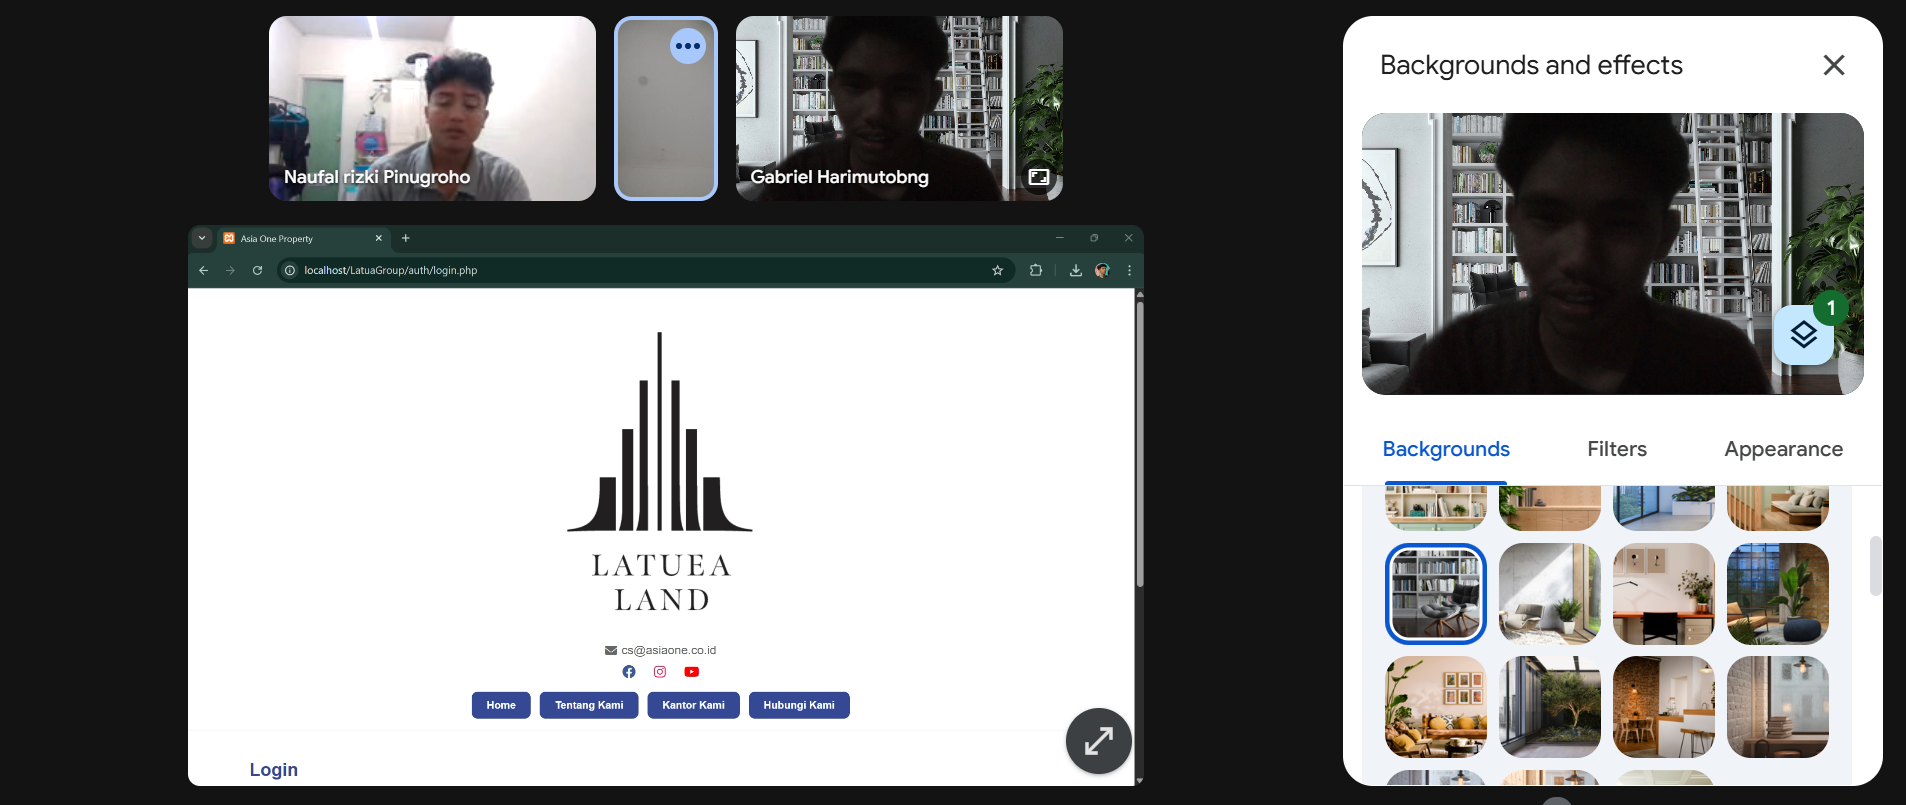 Naufal rizki Pinugroho
Gabriel Harimutobng
Asia One Property
localhost/LatuaGroup/auth/login.php
LATUEA
LAND
cs@asiaone.co.id
Home
Tentang Kami
Kantor Kami
Hubungi Kami
Login
Backgrounds and effects
1
Backgrounds
Filters
Appearance